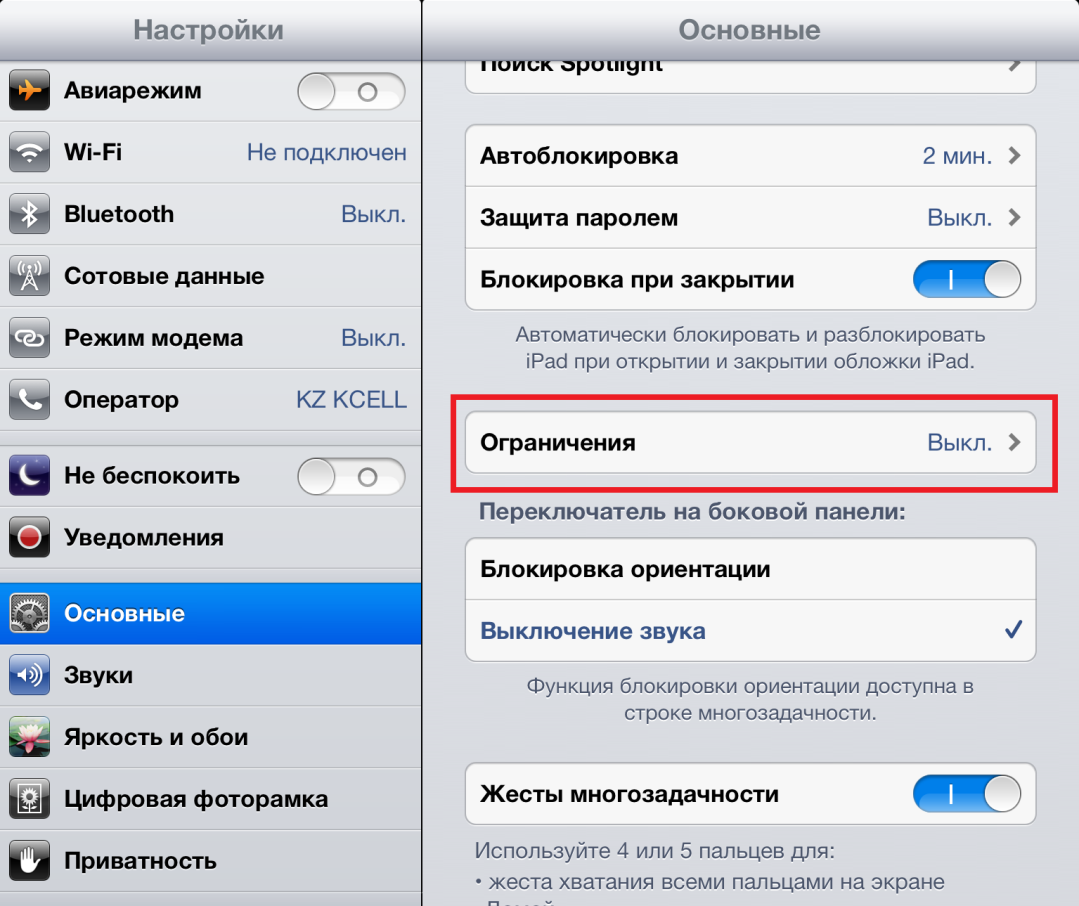 Настройки
Авиарежим
Wi-Fi Не подключен
Bluetooth Выкл.
Сотовые данные
Режим модема Выкл.
Оператор KZ KCELL
Не беспокоить
Уведомления
Основные
Звуки
Яркость и обои
Цифровая фоторамка
Приватность
Основные
Поиск Spotlight
Автоблокировка 2 мин.
Защита паролем Выкл.
Блокировка при закрытии
Автоматически блокировать и разблокировать
iPad при открытии и закрытии обложки iPad.
Ограничения Выкл.
Переключатель на боковой панели:
Блокировка ориентации
Выключение звука
Функция блокировки ориентации доступна в
строке многозадачности.
Жесты многозадачности
Используйте 4 или 5 пальцев для:
• жеста хватания всеми пальцами на экране